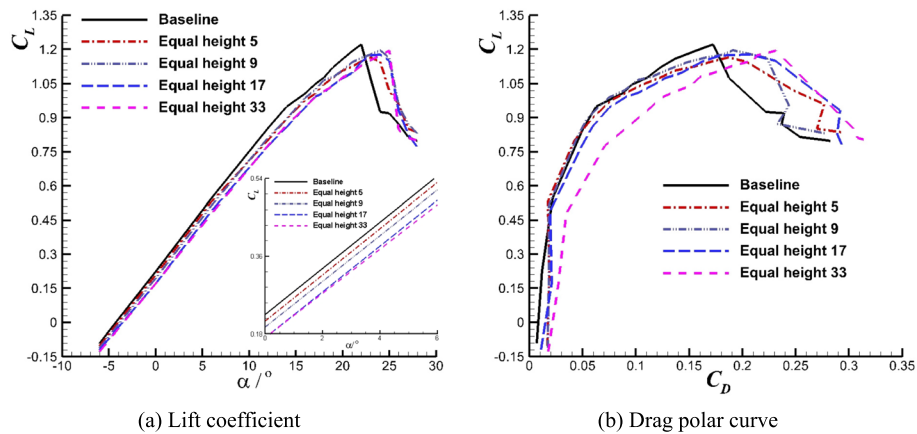 C_L
1.35
1.2
1.05
0.9
0.75
0.6
0.45
0.3
0.15
0
-0.15
Baseline
Equal height 5
Equal height 9
Equal height 17
Equal height 33
C_L
0.54
0.36
0.18
Baseline
Equal height 5
Equal height 9
Equal height 17
Equal height 33
0 2 4 6
α/°
-10 -5 0 5 10 15 20 25 30
α /°
(a) Lift coefficient
C_L
1.35
1.2
1.05
0.9
0.75
0.6
0.45
0.3
0.15
0
-0.15
Baseline
Equal height 5
Equal height 9
Equal height 17
Equal height 33
0 0.05 0.1 0.15 0.2 0.25 0.3 0.35
C_D
(b) Drag polar curve